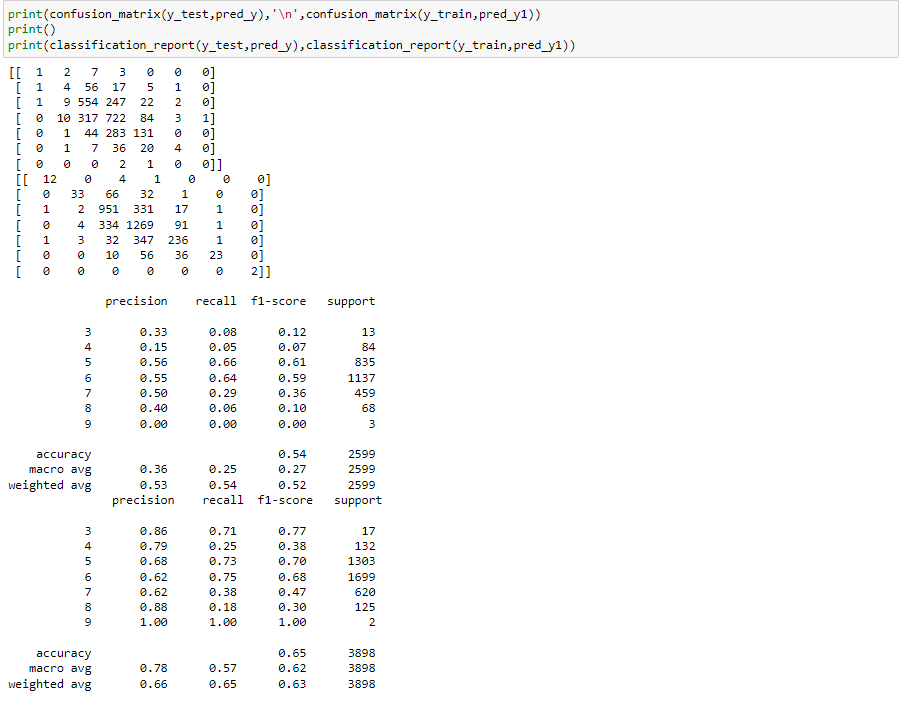 print(confusion_matrix(y_test,pred_y),'\n',confusion_matrix(y_train,pred_y1))
print()
print(classification_report(y_test,pred_y),classification_report(y_train,pred_y1))
[[  1   2   7   3   0   0   0]
 [  1   4  56  17   5   1   0]
 [  1   9 554 247  22   2   0]
 [  0  10 317 722  84   3   1]
 [  0   1  44 283 131   0   0]
 [  0   1   7  36  20   4   0]
 [  0   0   0   2   1   0   0]]
 [[  12    0    4    1    0    0    0]
 [   0   33   66   32    1    0    0]
 [   1    2  951  331   17    1    0]
 [   0    4  334 1269   91    1    0]
 [   1    3   32  347  236    1    0]
 [   0    0   10   56   36   23    0]
 [   0    0    0    0    0    0    2]]
              precision    recall  f1-score   support
           3       0.33      0.08      0.12        13
           4       0.15      0.05      0.07        84
           5       0.56      0.66      0.61       835
           6       0.55      0.64      0.59      1137
           7       0.50      0.29      0.36       459
           8       0.40      0.06      0.10        68
           9       0.00      0.00      0.00         3
    accuracy                           0.54      2599
   macro avg       0.36      0.25      0.27      2599
weighted avg       0.53      0.54      0.52      2599
               precision    recall  f1-score   support
           3       0.86      0.71      0.77        17
           4       0.79      0.25      0.38       132
           5       0.68      0.73      0.70      1303
           6       0.62      0.75      0.68      1699
           7       0.62      0.38      0.47       620
           8       0.88      0.18      0.30       125
           9       1.00      1.00      1.00         2
    accuracy                           0.65      3898
   macro avg       0.78      0.57      0.62      3898
weighted avg       0.66      0.65      0.63      3898